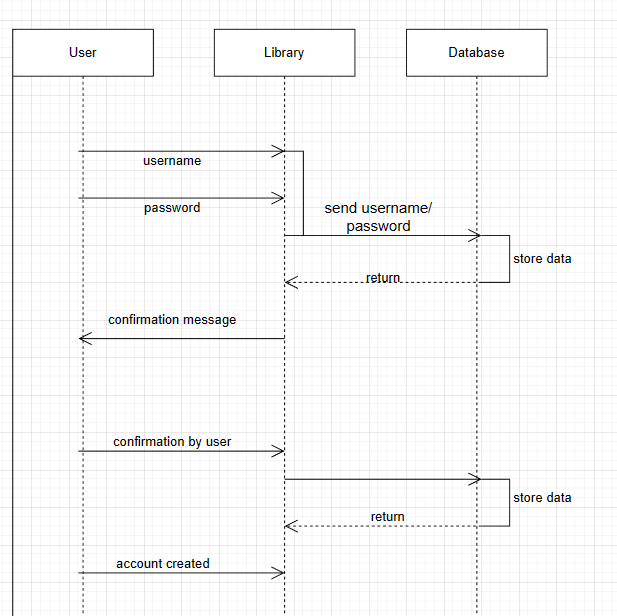 User
Library
Database
username
password
send username/
password
store data
return
confirmation message
confirmation by user
store data
return
account created